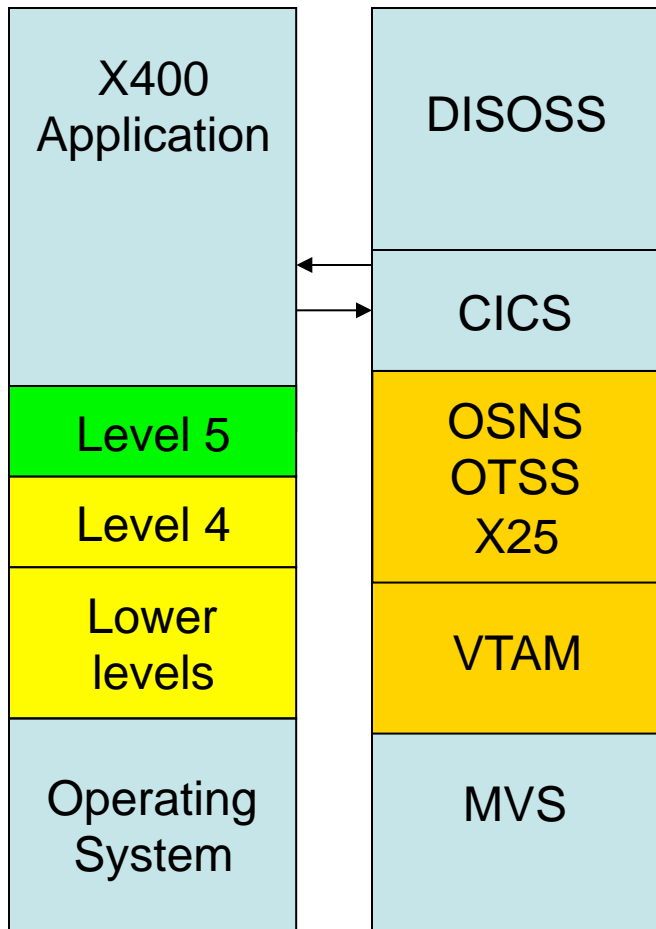 X400
Application
Level 5
Level 4
Lower
levels
Operating
System
DISOSS
CICS
OSNS
OTSS
X25
VTAM
MVS